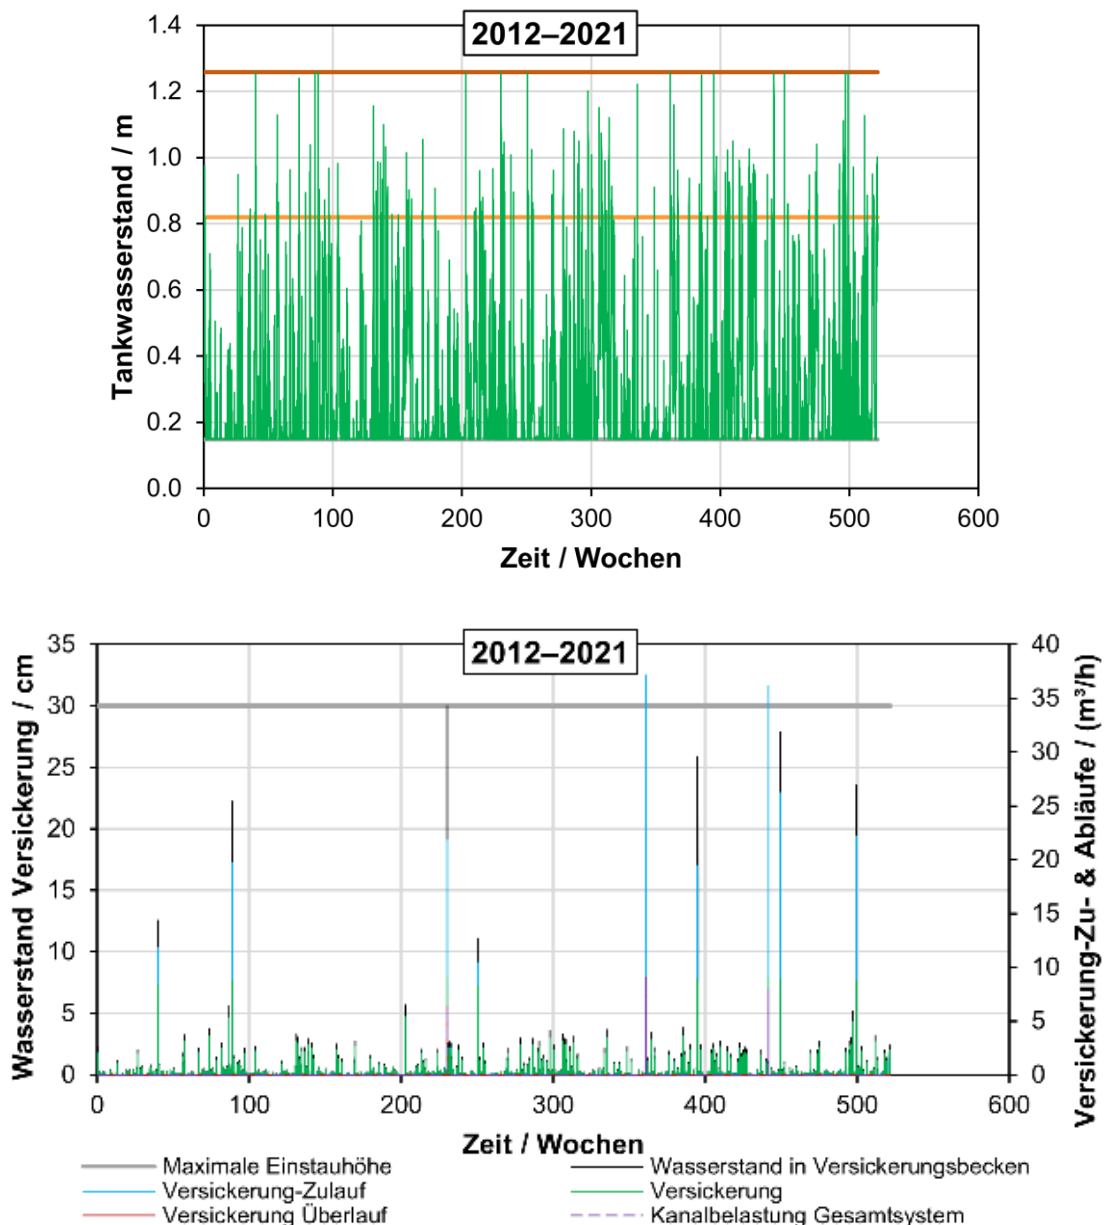 2012–2021
1.4
1.2
1.0
0.8
0.6
0.4
0.2
0.0
Tankwasserstand / m
0 100 200 300 400 500 600
Zeit / Wochen
2012–2021
35
30
25
20
15
10
5
0
Wasserstand Versickerung / cm
40
35
30
25
20
15
10
5
0
Versickerung-Zu- & Abläufe / (m³/h)
0 100 200 300 400 500 600
Zeit / Wochen
Maximale Einstauhöhe
Wasserstand in Versickerungsbecken
Versickerung-Zulauf
Versickerung
Versickerung Überlauf
Kanalbelastung Gesamtsystem